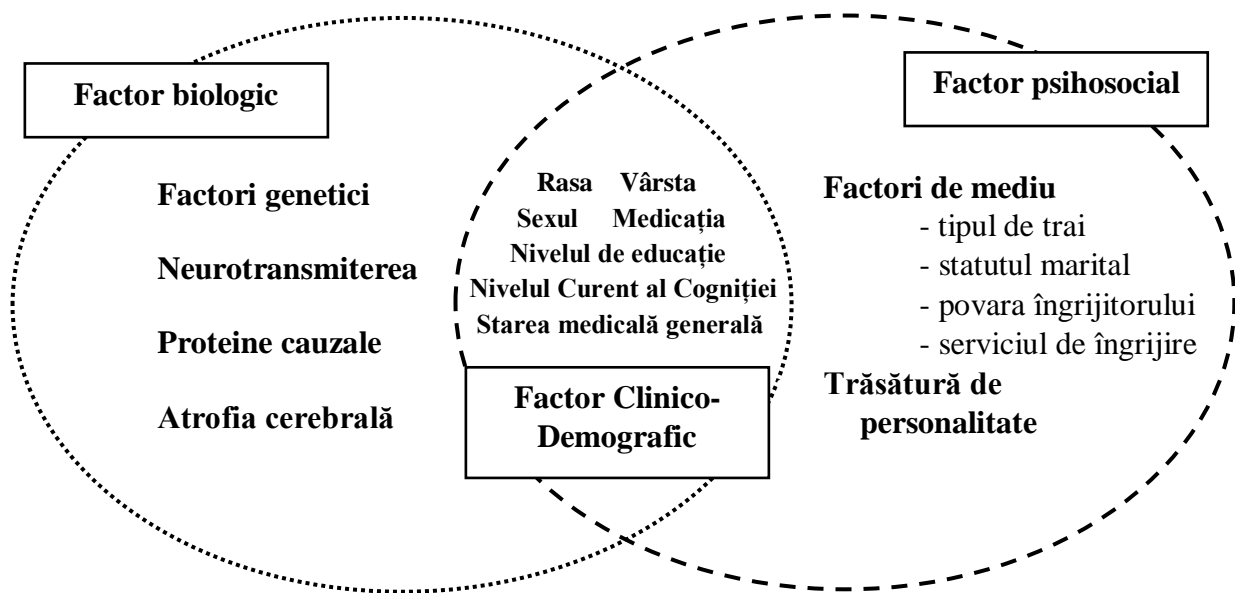 Factor biologic
Factori genetici
Neurotransmiterea
Proteine cauzale
Atrofia cerebrală
Rasa Vârsta
Sexul Medicația
Nivelul de educație
Nivelul Curent al Cogniției
Starea medicală generală
Factor Clinico-
Demografic
Factor psihosocial
Factori de mediu
- tipul de trai
- statutul marital
- povara îngrijitorului
- serviciul de îngrijire
Trăsătură de
personalitate